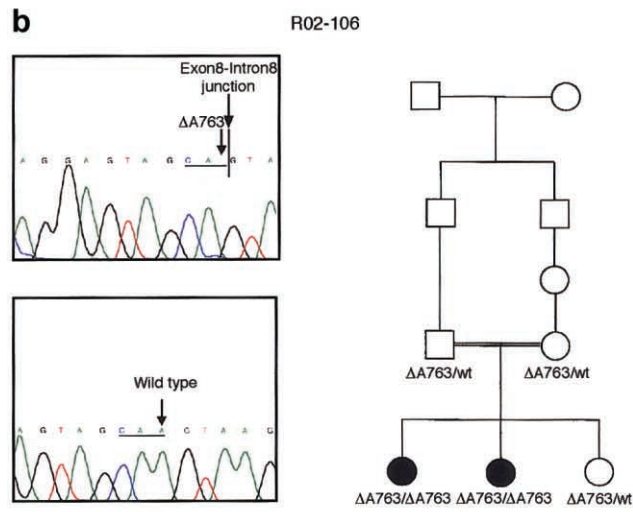 b
R02-106
Exon8-Intron8
junction
ΔA763
A G G A G T A G C A G T A
Wild type
A G T A G C A A G T A A G
ΔA763/wt
ΔA763/wt
ΔA763/ΔA763
ΔA763/ΔA763
ΔA763/wt